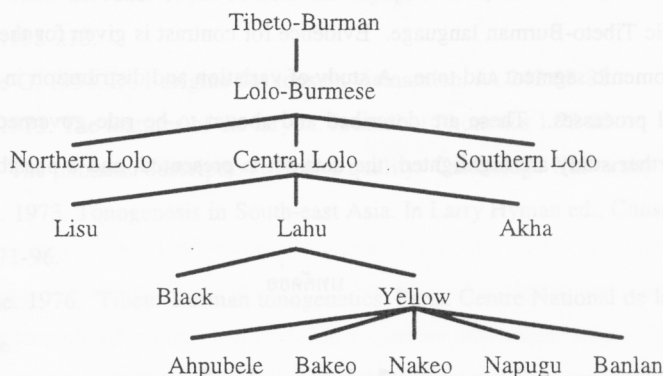 Tibeto-Burman
Lolo-Burmese
Northern Lolo Central Lolo Southern Lolo
Lisu Lahu Akha
Black Yellow
Ahpubele Bakeo Nakeo Napugu Banlan